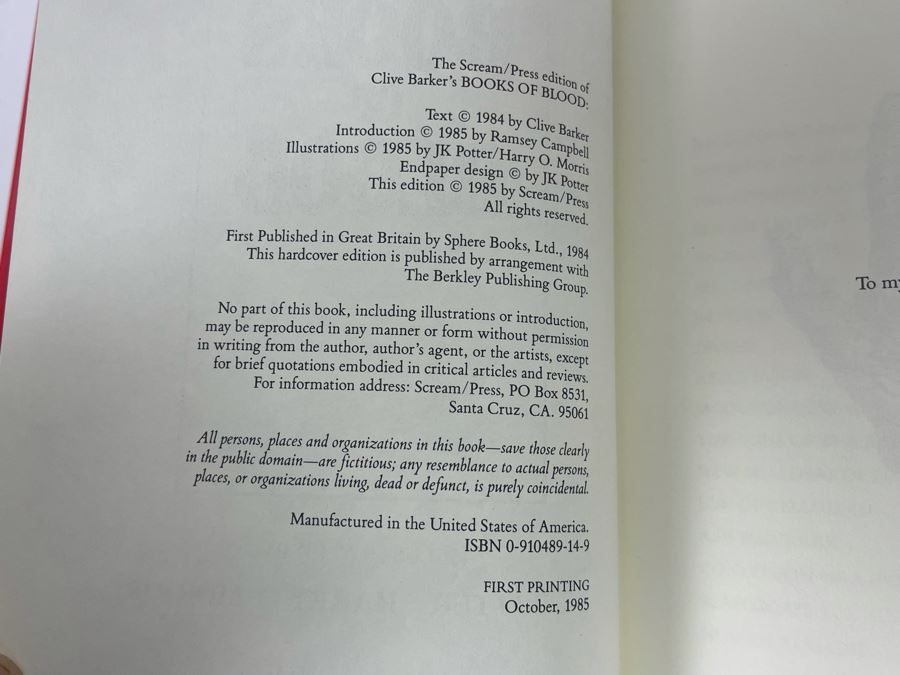 The Scream/Press edition of
Clive Barker's BOOKS OF BLOOD:
Text © 1984 by Clive Barker
Introduction © 1985 by Ramsey Campbell
Illustrations © 1985 by JK Potter/Harry O. Morris
Endpaper design © by JK Potter
This edition © 1985 by Scream/Press
All rights reserved.
First Published in Great Britain by Sphere Books, Ltd., 1984
This hardcover edition is published by arrangement with
The Berkley Publishing Group.
No part of this book, including illustrations or introduction,
may be reproduced in any manner or form without permission
in writing from the author, author's agent, or the artists, except
for brief quotations embodied in critical articles and reviews.
For information address: Scream/Press, PO Box 8531,
Santa Cruz, CA. 95061
All persons, places and organizations in this book—save those clearly
in the public domain—are fictitious; any resemblance to actual persons,
places, or organizations living, dead or defunct, is purely coincidental.
Manufactured in the United States of America.
ISBN 0-910489-14-9
FIRST PRINTING
October, 1985
To my